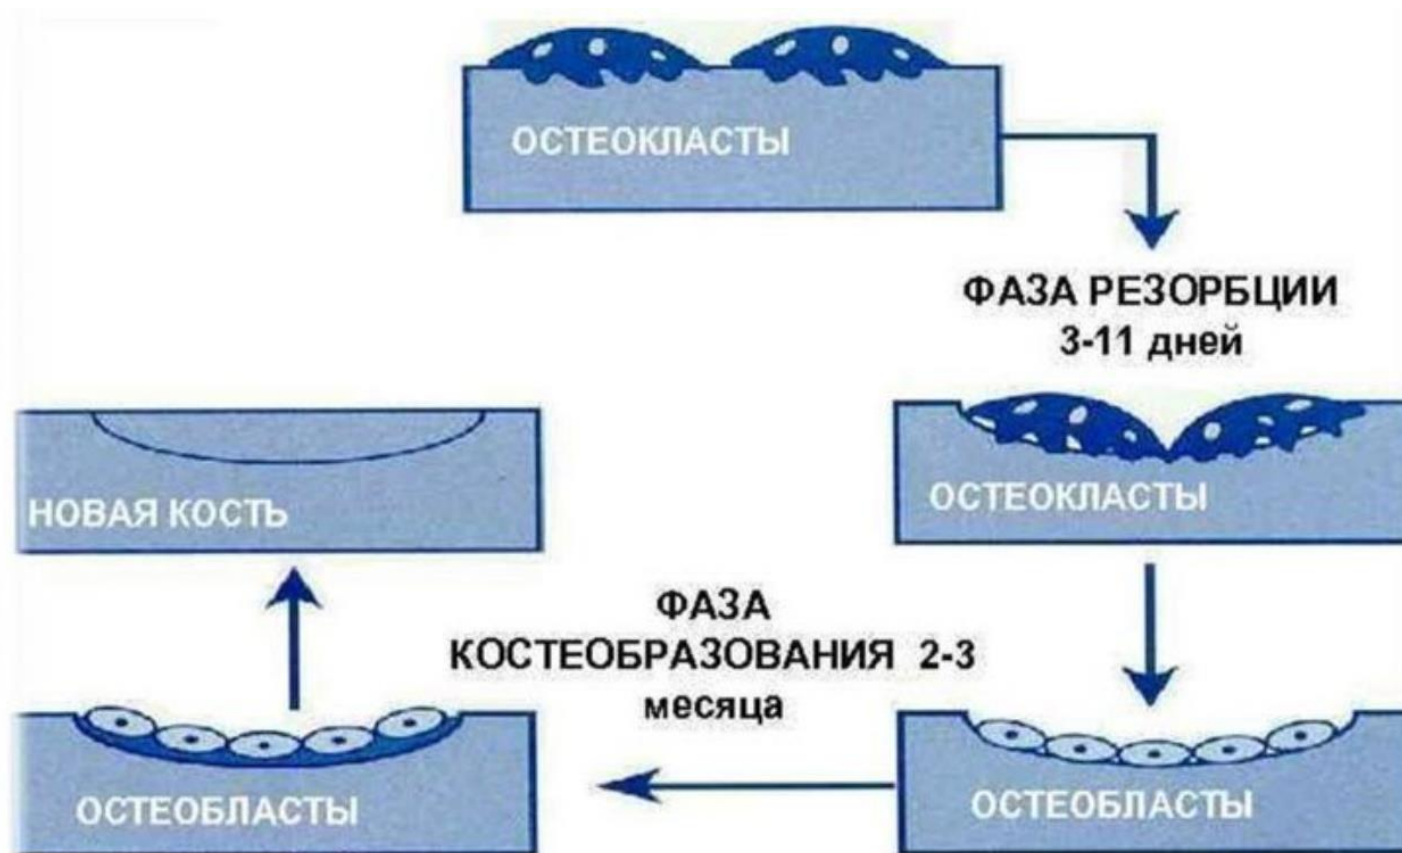 ОСТЕОКЛАСТЫ
ФАЗА РЕЗОРБЦИИ
3-11 дней
ОСТЕОКЛАСТЫ
НОВАЯ КОСТЬ
ФАЗА
КОСТЕОБРАЗОВАНИЯ 2-3
месяца
ОСТЕОБЛАСТЫ
ОСТЕОБЛАСТЫ